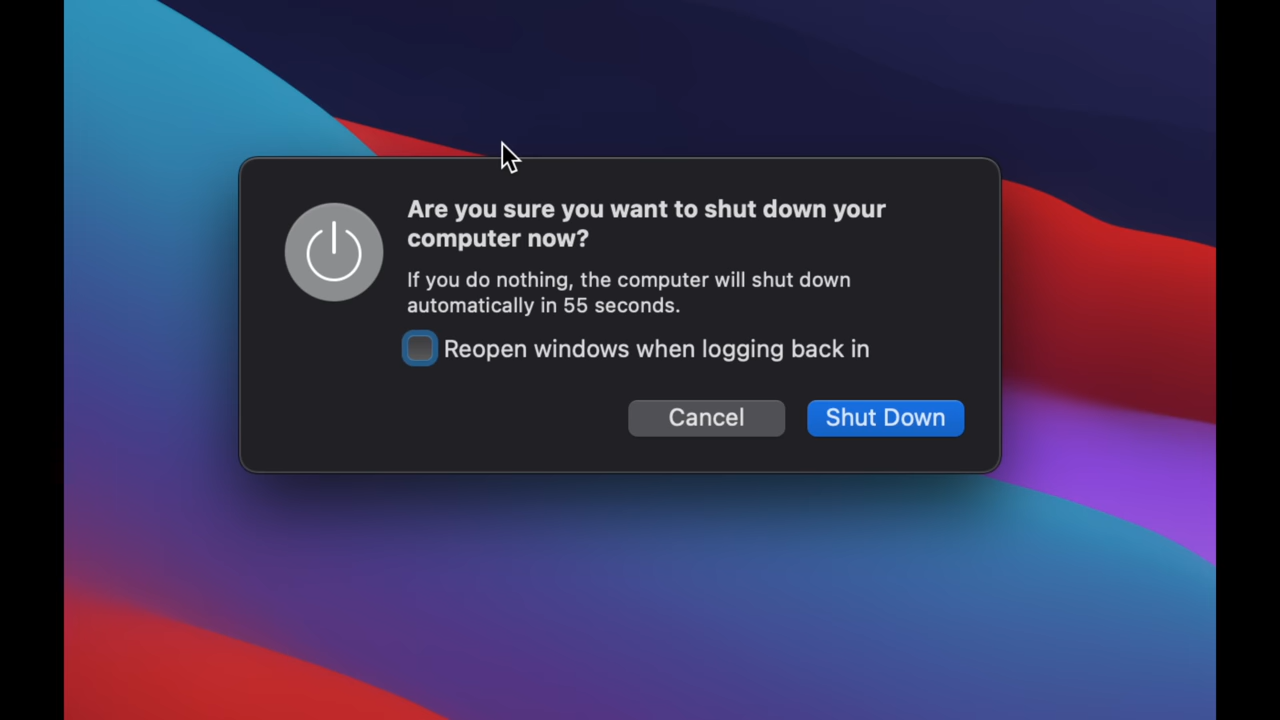 Are you sure you want to shut down your
computer now?
If you do nothing, the computer will shut down
automatically in 55 seconds.
Reopen windows when logging back in
Cancel
Shut Down